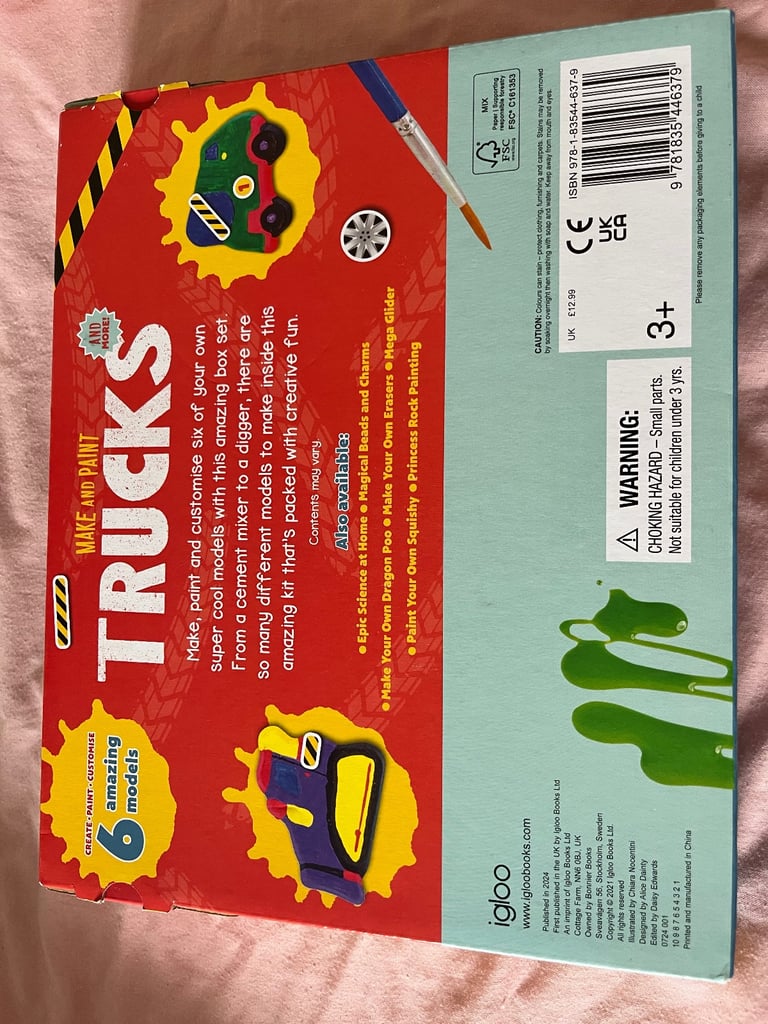 CREATE • PAINT • CUSTOMISE
6 amazing
models
MAKE AND PAINT
TRUCKS
AND
MORE!
Make, paint and customise six of your own
super cool models with this amazing box set.
From a cement mixer to a digger, there are
so many different models to make inside this
amazing kit that's packed with creative fun.
Contents may vary.
Also available:
● Epic Science at Home ● Magical Beads and Charms
● Make Your Own Dragon Poo ● Make Your Own Erasers ● Mega Glider
● Paint Your Own Squishy ● Princess Rock Painting
1
igloo
www.igloobooks.com
Published in 2024
First published in the UK by Igloo Books Ltd
An imprint of Igloo Books Ltd
Cottage Farm, NN6 0BJ, UK
Owned by Bonnier Books
Sveavägen 56, Stockholm, Sweden
Copyright © 2021 Igloo Books Ltd.
All rights reserved
Illustrated by Chiara Nocentini
Designed by Alice Dainty
Edited by Daisy Edwards
0724 001
10 9 8 7 6 5 4 3 2 1
Printed and manufactured in China
WARNING:
CHOKING HAZARD – Small parts.
Not suitable for children under 3 yrs.
FSC
www.fsc.org
MIX
Paper | Supporting
responsible forestry
FSC® C161353
CAUTION: Colours can stain – protect clothing, furnishing and carpets. Stains may be removed
by soaking overnight then washing with soap and water. Keep away from mouth and eyes.
UK £12.99
CE
UK
CA
3+
ISBN 978-1-83544-637-9
9 781835 446379
Please remove any packaging elements before giving to a child